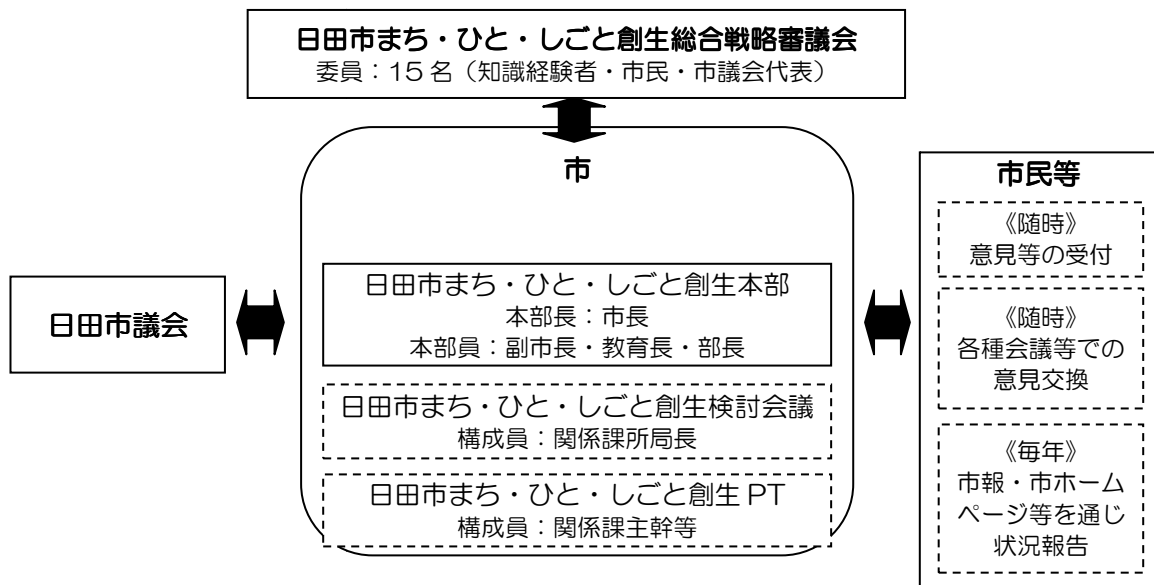 日田市まち・ひと・しごと創生総合戦略審議会
委員：15名（知識経験者・市民・市議会代表）
市
日田市議会
日田市まち・ひと・しごと創生本部
本部長：市長
本部員：副市長・教育長・部長
日田市まち・ひと・しごと創生検討会議
構成員：関係課所局長
日田市まち・ひと・しごと創生PT
構成員：関係課主幹等
市民等
《随時》
意見等の受付
《随時》
各種会議等での
意見交換
《毎年》
市報・市ホーム
ページ等を通じ
状況報告